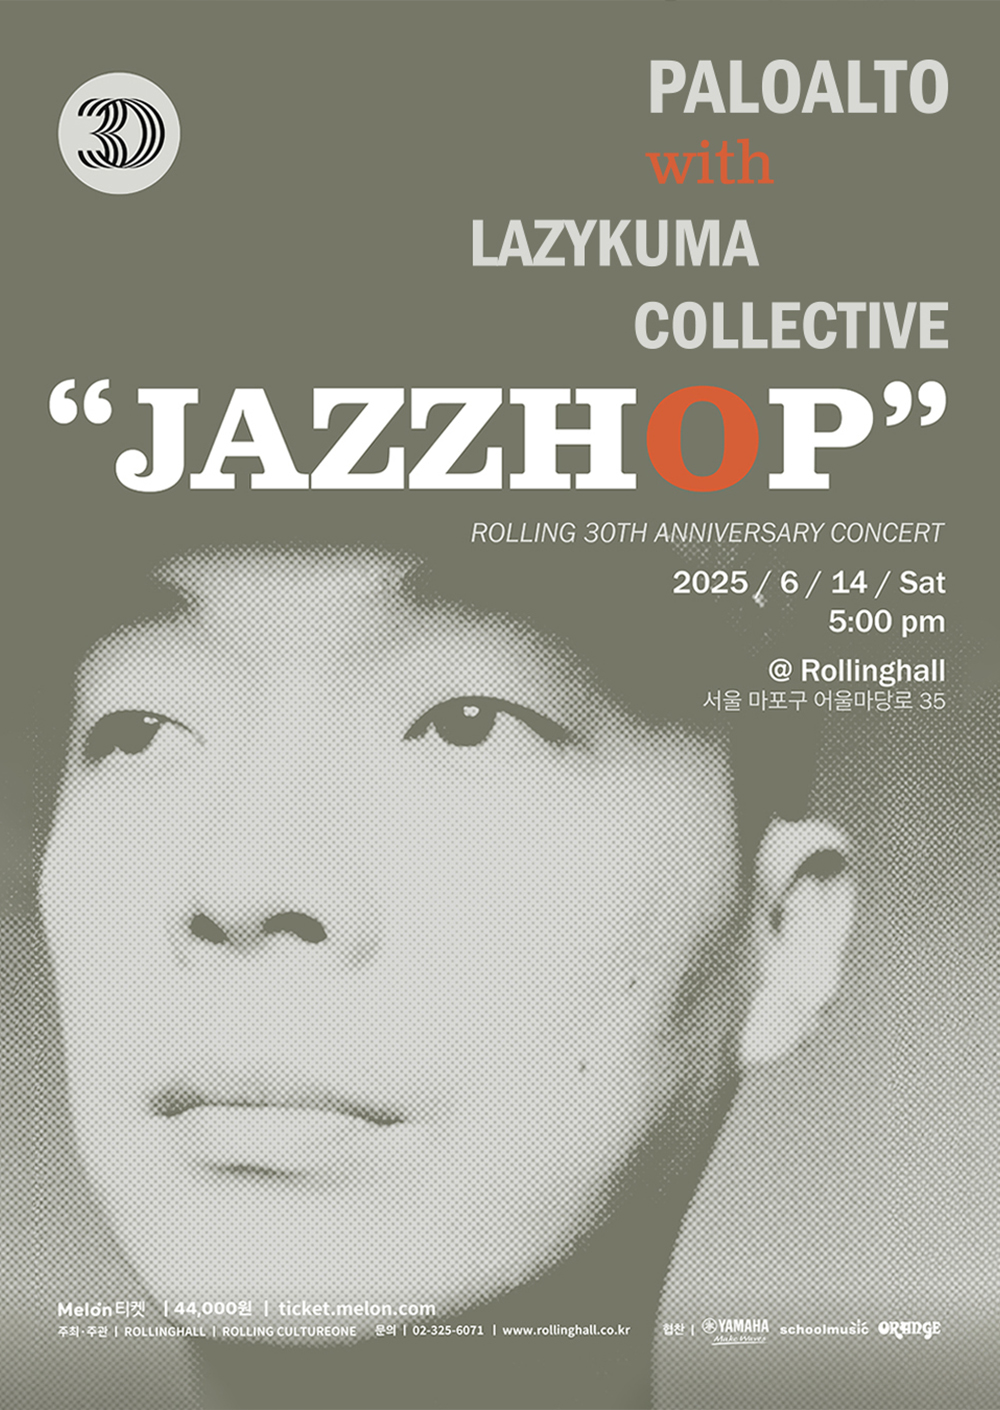 30
PALOALTO
with
LAZYKUMA
COLLECTIVE
“JAZZHOP”
ROLLING 30TH ANNIVERSARY CONCERT
2025 / 6 / 14 / Sat
5:00 pm
@ Rollinghall
서울 마포구 어울마당로 35
Melon티켓 | 44,000원 | ticket.melon.com
주최·주관 | ROLLINGHALL | ROLLING CULTUREONE 문의 | 02-325-6071 | www.rollinghall.co.kr 협찬 | YAMAHA Make Waves schoolmusic ORANGE